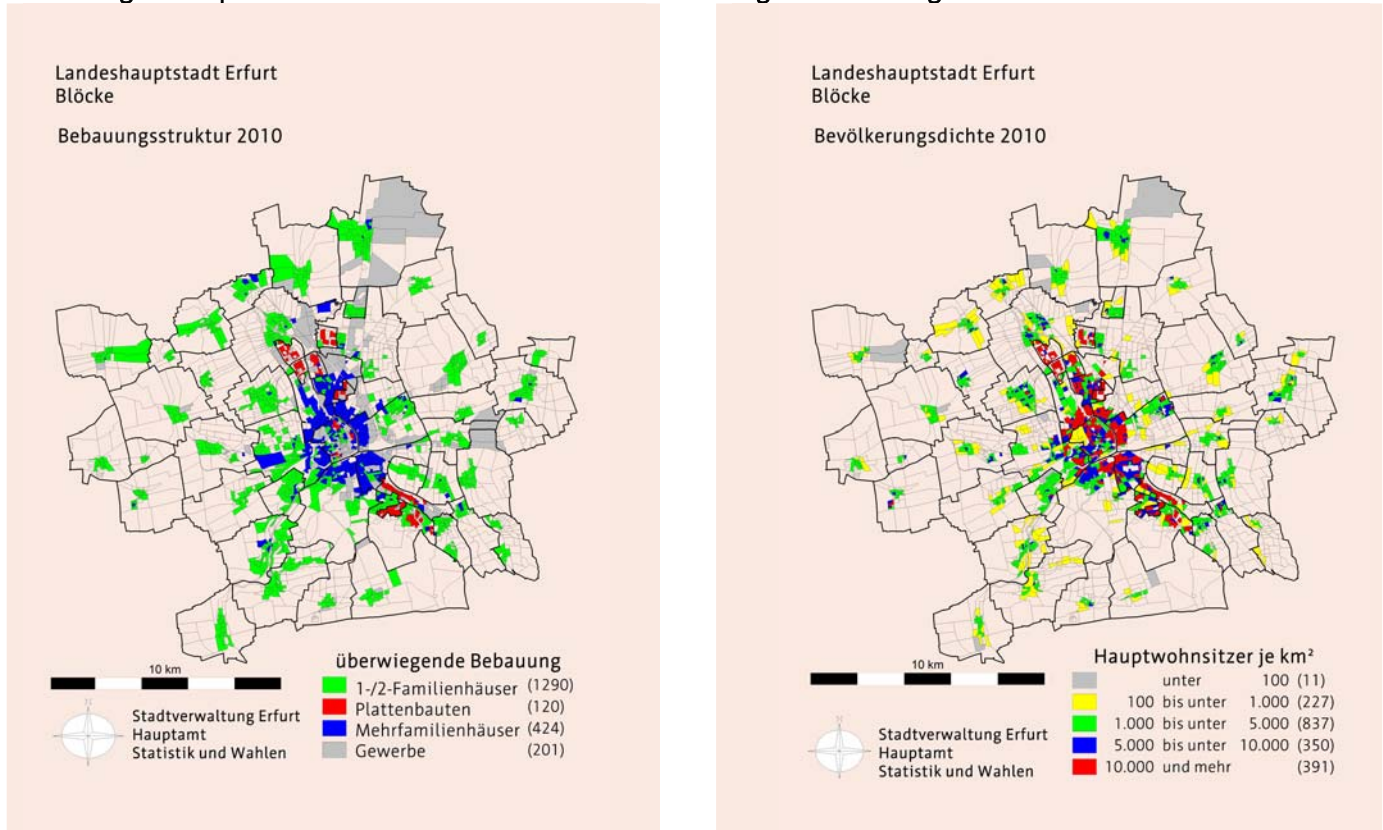 Landeshauptstadt Erfurt
Blöcke
Bebauungsstruktur 2010
10 km
überwiegende Bebauung
1-/2-Familienhäuser (1290)
Plattenbauten (120)
Mehrfamilienhäuser (424)
Gewerbe (201)
N
Stadtverwaltung Erfurt
Hauptamt
Statistik und Wahlen
Landeshauptstadt Erfurt
Blöcke
Bevölkerungsdichte 2010
10 km
Hauptwohnsitzer je km²
unter 100 (11)
100 bis unter 1.000 (227)
1.000 bis unter 5.000 (837)
5.000 bis unter 10.000 (350)
10.000 und mehr (391)
N
Stadtverwaltung Erfurt
Hauptamt
Statistik und Wahlen